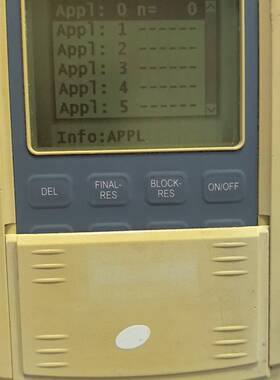 Appl: 0 n= 0
Appl: 1 ------
Appl: 2 ------
Appl: 3 ------
Appl: 4 ------
Appl: 5 ------
Info:APPL
DEL FINAL-RES BLOCK-RES ON/OFF